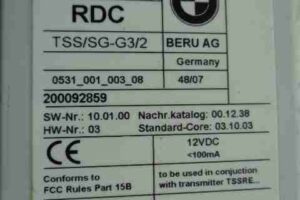 RDC
TSS/SG-G3/2 BERU AG
Germany
0531_001_003_08 48/07
200092859
SW-Nr.: 10.01.00 Nachr.katalog: 00.12.38
HW-Nr.: 03 Standard-Core: 03.10.03
CE 12VDC
<100mA
Conforms to to be used in conjuction
FCC Rules Part 15B with transmitter TSSRE...